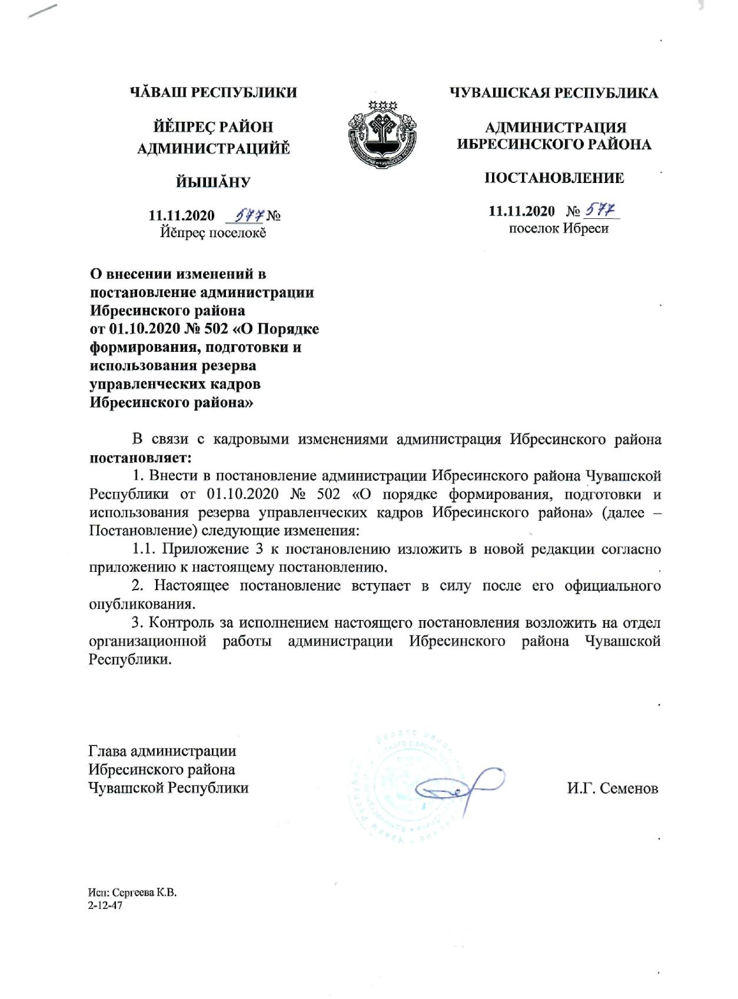 ЧӐВАШ РЕСПУБЛИКИ
ЙӖПРЕҪ РАЙОН
АДМИНИСТРАЦИЙӖ
ЙЫШӐНУ
11.11.2020 577 №
Йӗпреҫ поселокӗ
ЧУВАШСКАЯ РЕСПУБЛИКА
АДМИНИСТРАЦИЯ
ИБРЕСИНСКОГО РАЙОНА
ПОСТАНОВЛЕНИЕ
11.11.2020 № 577
поселок Ибреси
О внесении изменений в
постановление администрации
Ибресинского района
от 01.10.2020 № 502 «О Порядке
формирования, подготовки и
использования резерва
управленческих кадров
Ибресинского района»
В связи с кадровыми изменениями администрация Ибресинского района
постановляет:
1. Внести в постановление администрации Ибресинского района Чувашской
Республики от 01.10.2020 № 502 «О порядке формирования, подготовки и
использования резерва управленческих кадров Ибресинского района» (далее –
Постановление) следующие изменения:
1.1. Приложение 3 к постановлению изложить в новой редакции согласно
приложению к настоящему постановлению.
2. Настоящее постановление вступает в силу после его официального
опубликования.
3. Контроль за исполнением настоящего постановления возложить на отдел
организационной работы администрации Ибресинского района Чувашской
Республики.
Глава администрации
Ибресинского района
Чувашской Республики
И.Г. Семенов
Исп: Сергеева К.В.
2-12-47